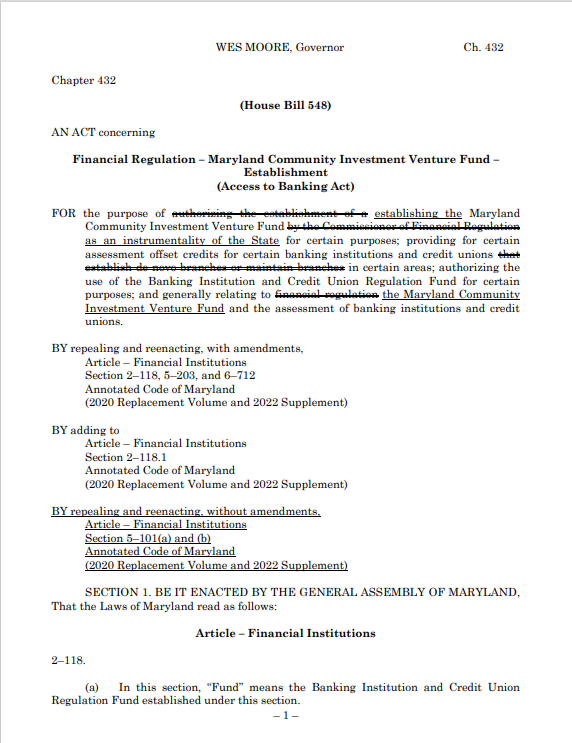 WES MOORE, Governor Ch. 432
Chapter 432
(House Bill 548)
AN ACT concerning
Financial Regulation – Maryland Community Investment Venture Fund –
Establishment
(Access to Banking Act)
FOR the purpose of authorizing the establishment of a establishing the Maryland
Community Investment Venture Fund by the Commissioner of Financial Regulation
as an instrumentality of the State for certain purposes; providing for certain
assessment offset credits for certain banking institutions and credit unions that
establish de novo branches or maintain branches in certain areas; authorizing the
use of the Banking Institution and Credit Union Regulation Fund for certain
purposes; and generally relating to financial regulation the Maryland Community
Investment Venture Fund and the assessment of banking institutions and credit
unions.
BY repealing and reenacting, with amendments,
Article – Financial Institutions
Section 2–118, 5–203, and 6–712
Annotated Code of Maryland
(2020 Replacement Volume and 2022 Supplement)
BY adding to
Article – Financial Institutions
Section 2–118.1
Annotated Code of Maryland
(2020 Replacement Volume and 2022 Supplement)
BY repealing and reenacting, without amendments,
Article – Financial Institutions
Section 5–101(a) and (b)
Annotated Code of Maryland
(2020 Replacement Volume and 2022 Supplement)
SECTION 1. BE IT ENACTED BY THE GENERAL ASSEMBLY OF MARYLAND,
That the Laws of Maryland read as follows:
Article – Financial Institutions
2–118.
(a) In this section, “Fund” means the Banking Institution and Credit Union
Regulation Fund established under this section.
– 1 –